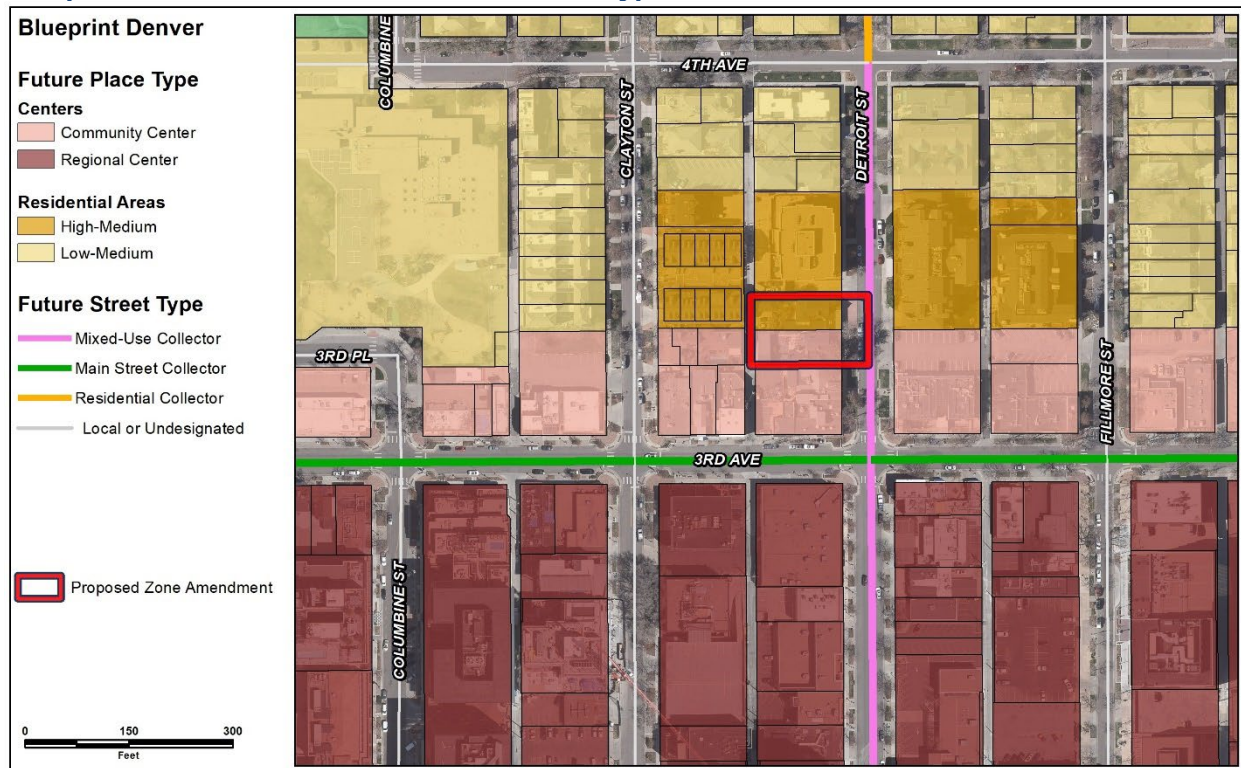 Blueprint Denver
Future Place Type
Centers
Community Center
Regional Center
Residential Areas
High-Medium
Low-Medium
Future Street Type
Mixed-Use Collector
Main Street Collector
Residential Collector
Local or Undesignated
Proposed Zone Amendment
0 150 300
Feet
COLUMBINE
4TH AVE
CLAYTON ST
DETROIT ST
3RD PL
FILLMORE ST
3RD AVE
COLUMBINE ST